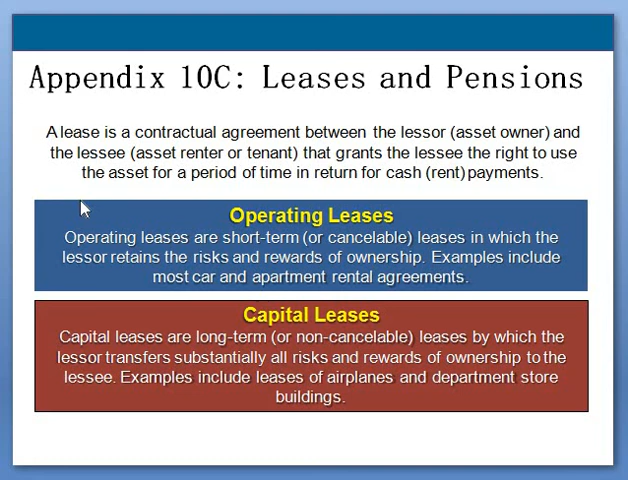 Appendix 10C: Leases and Pensions
A lease is a contractual agreement between the lessor (asset owner) and
the lessee (asset renter or tenant) that grants the lessee the right to use
the asset for a period of time in return for cash (rent) payments.
Operating Leases
Operating leases are short-term (or cancelable) leases in which the
lessor retains the risks and rewards of ownership. Examples include
most car and apartment rental agreements.
Capital Leases
Capital leases are long-term (or non-cancelable) leases by which the
lessor transfers substantially all risks and rewards of ownership to the
lessee. Examples include leases of airplanes and department store
buildings.